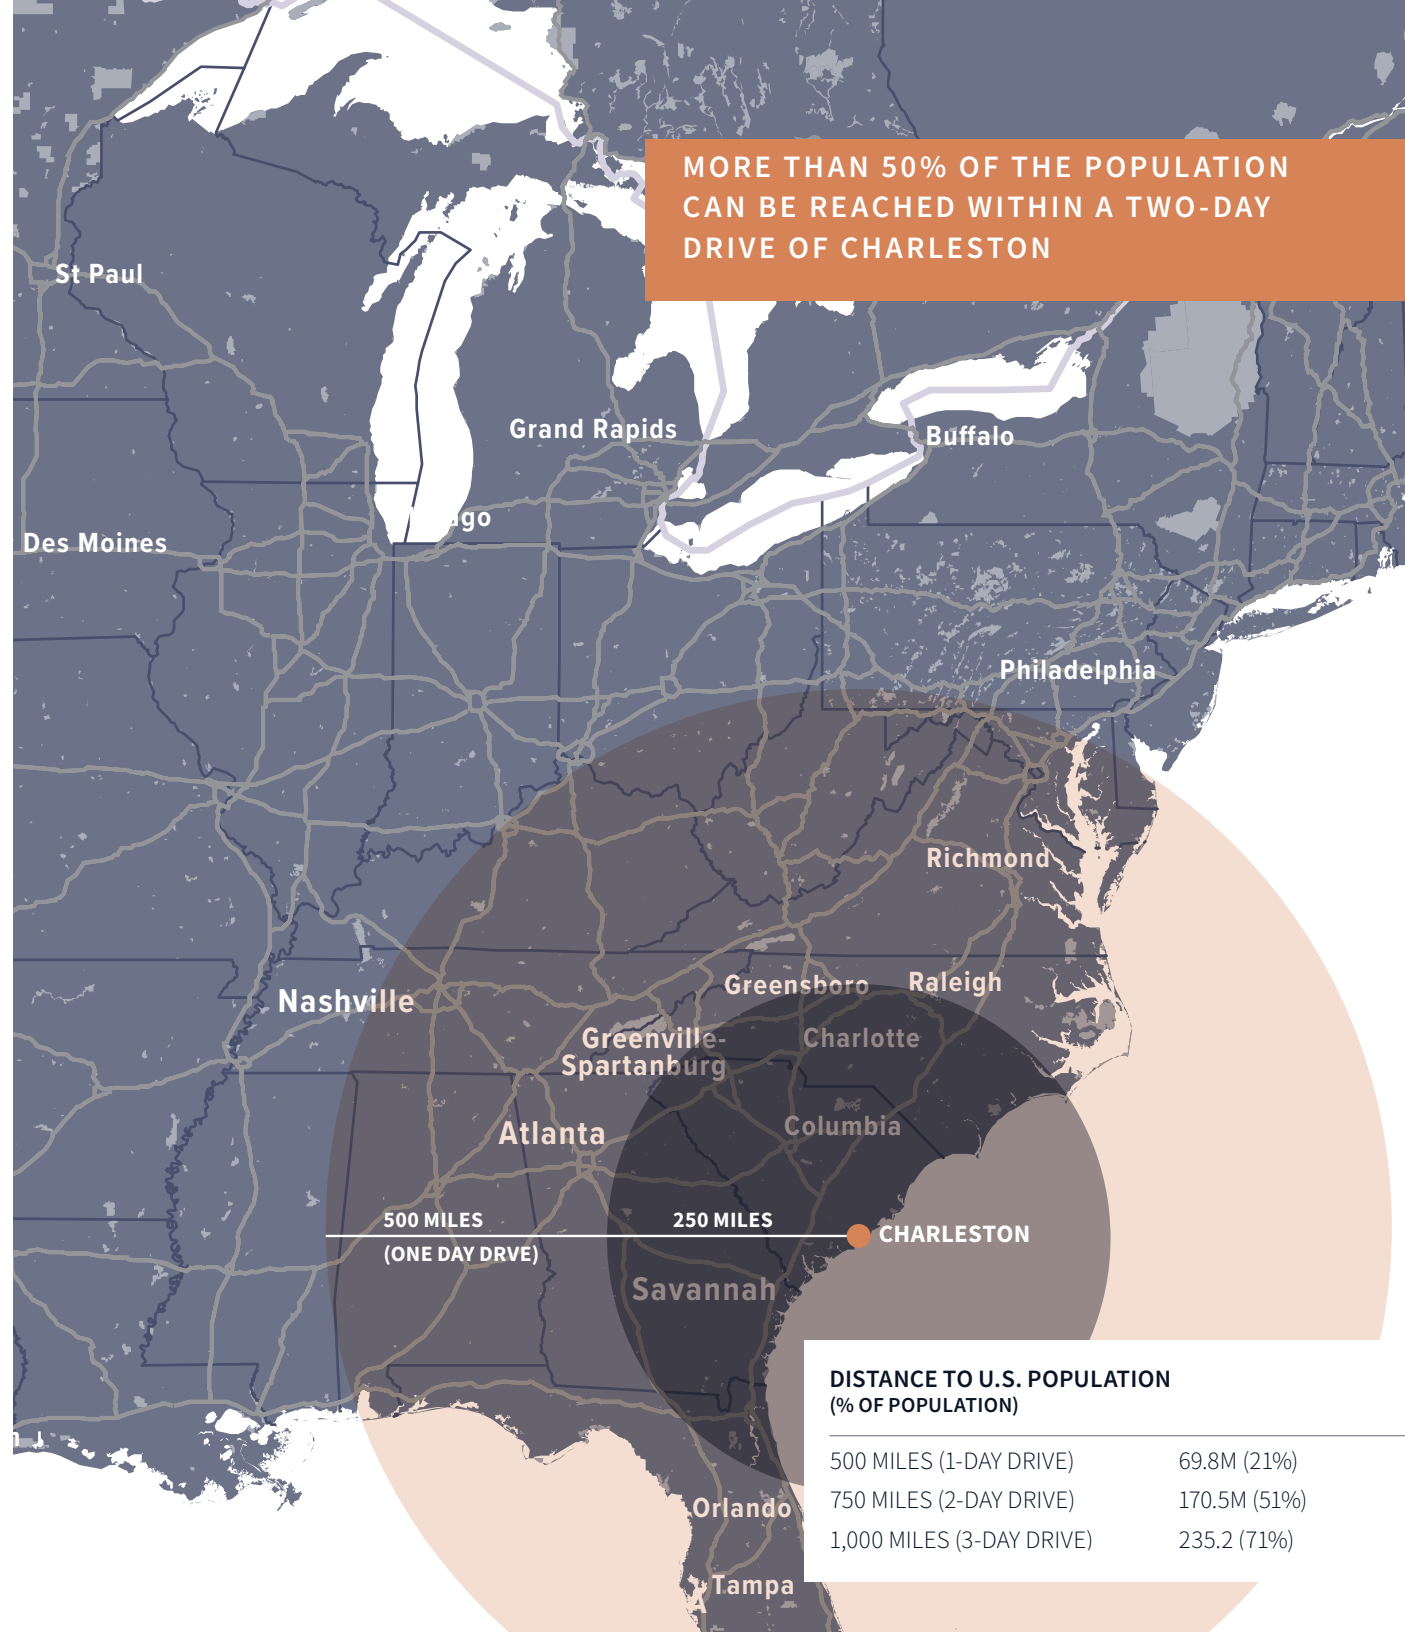 MORE THAN 50% OF THE POPULATION
CAN BE REACHED WITHIN A TWO-DAY
DRIVE OF CHARLESTON
St Paul
Grand Rapids
Buffalo
ago
Des Moines
Philadelphia
Richmond
Greensboro
Raleigh
Nashville
Greenville-
Spartanburg
Charlotte
Columbia
Atlanta
500 MILES
250 MILES
CHARLESTON
(ONE DAY DRVE)
Savannah
DISTANCE TO U.S. POPULATION
(% OF POPULATION)
500 MILES (1-DAY DRIVE) 69.8M (21%)
750 MILES (2-DAY DRIVE) 170.5M (51%)
1,000 MILES (3-DAY DRIVE) 235.2 (71%)
Orlando
Tampa